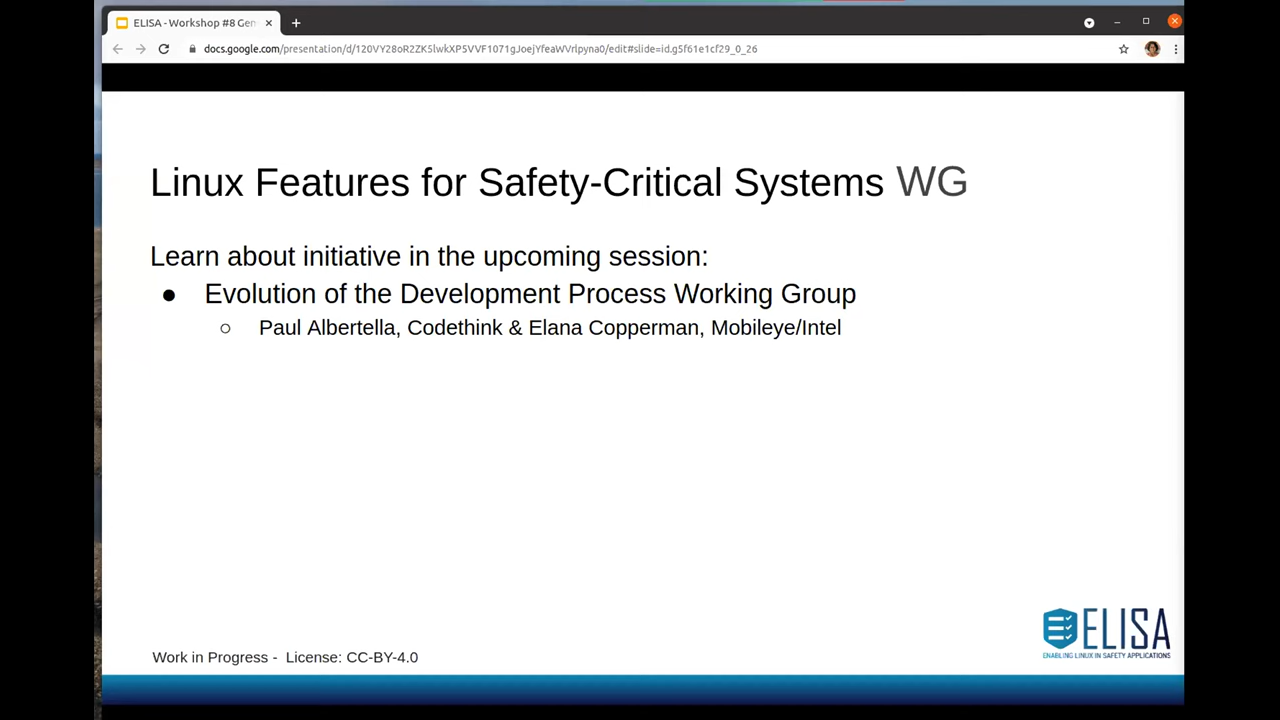 ELISA - Workshop #8 Gen
docs.google.com/presentation/d/120VY28oR2ZK5lwkXP5VVF1071gJoejYfeaWVrlpyna0/edit#slide=id.g5f61e1cf29_0_26
Linux Features for Safety-Critical Systems WG
Learn about initiative in the upcoming session:
● Evolution of the Development Process Working Group
○ Paul Albertella, Codethink & Elana Copperman, Mobileye/Intel
ELISA
ENABLING LINUX IN SAFETY APPLICATIONS
Work in Progress - License: CC-BY-4.0